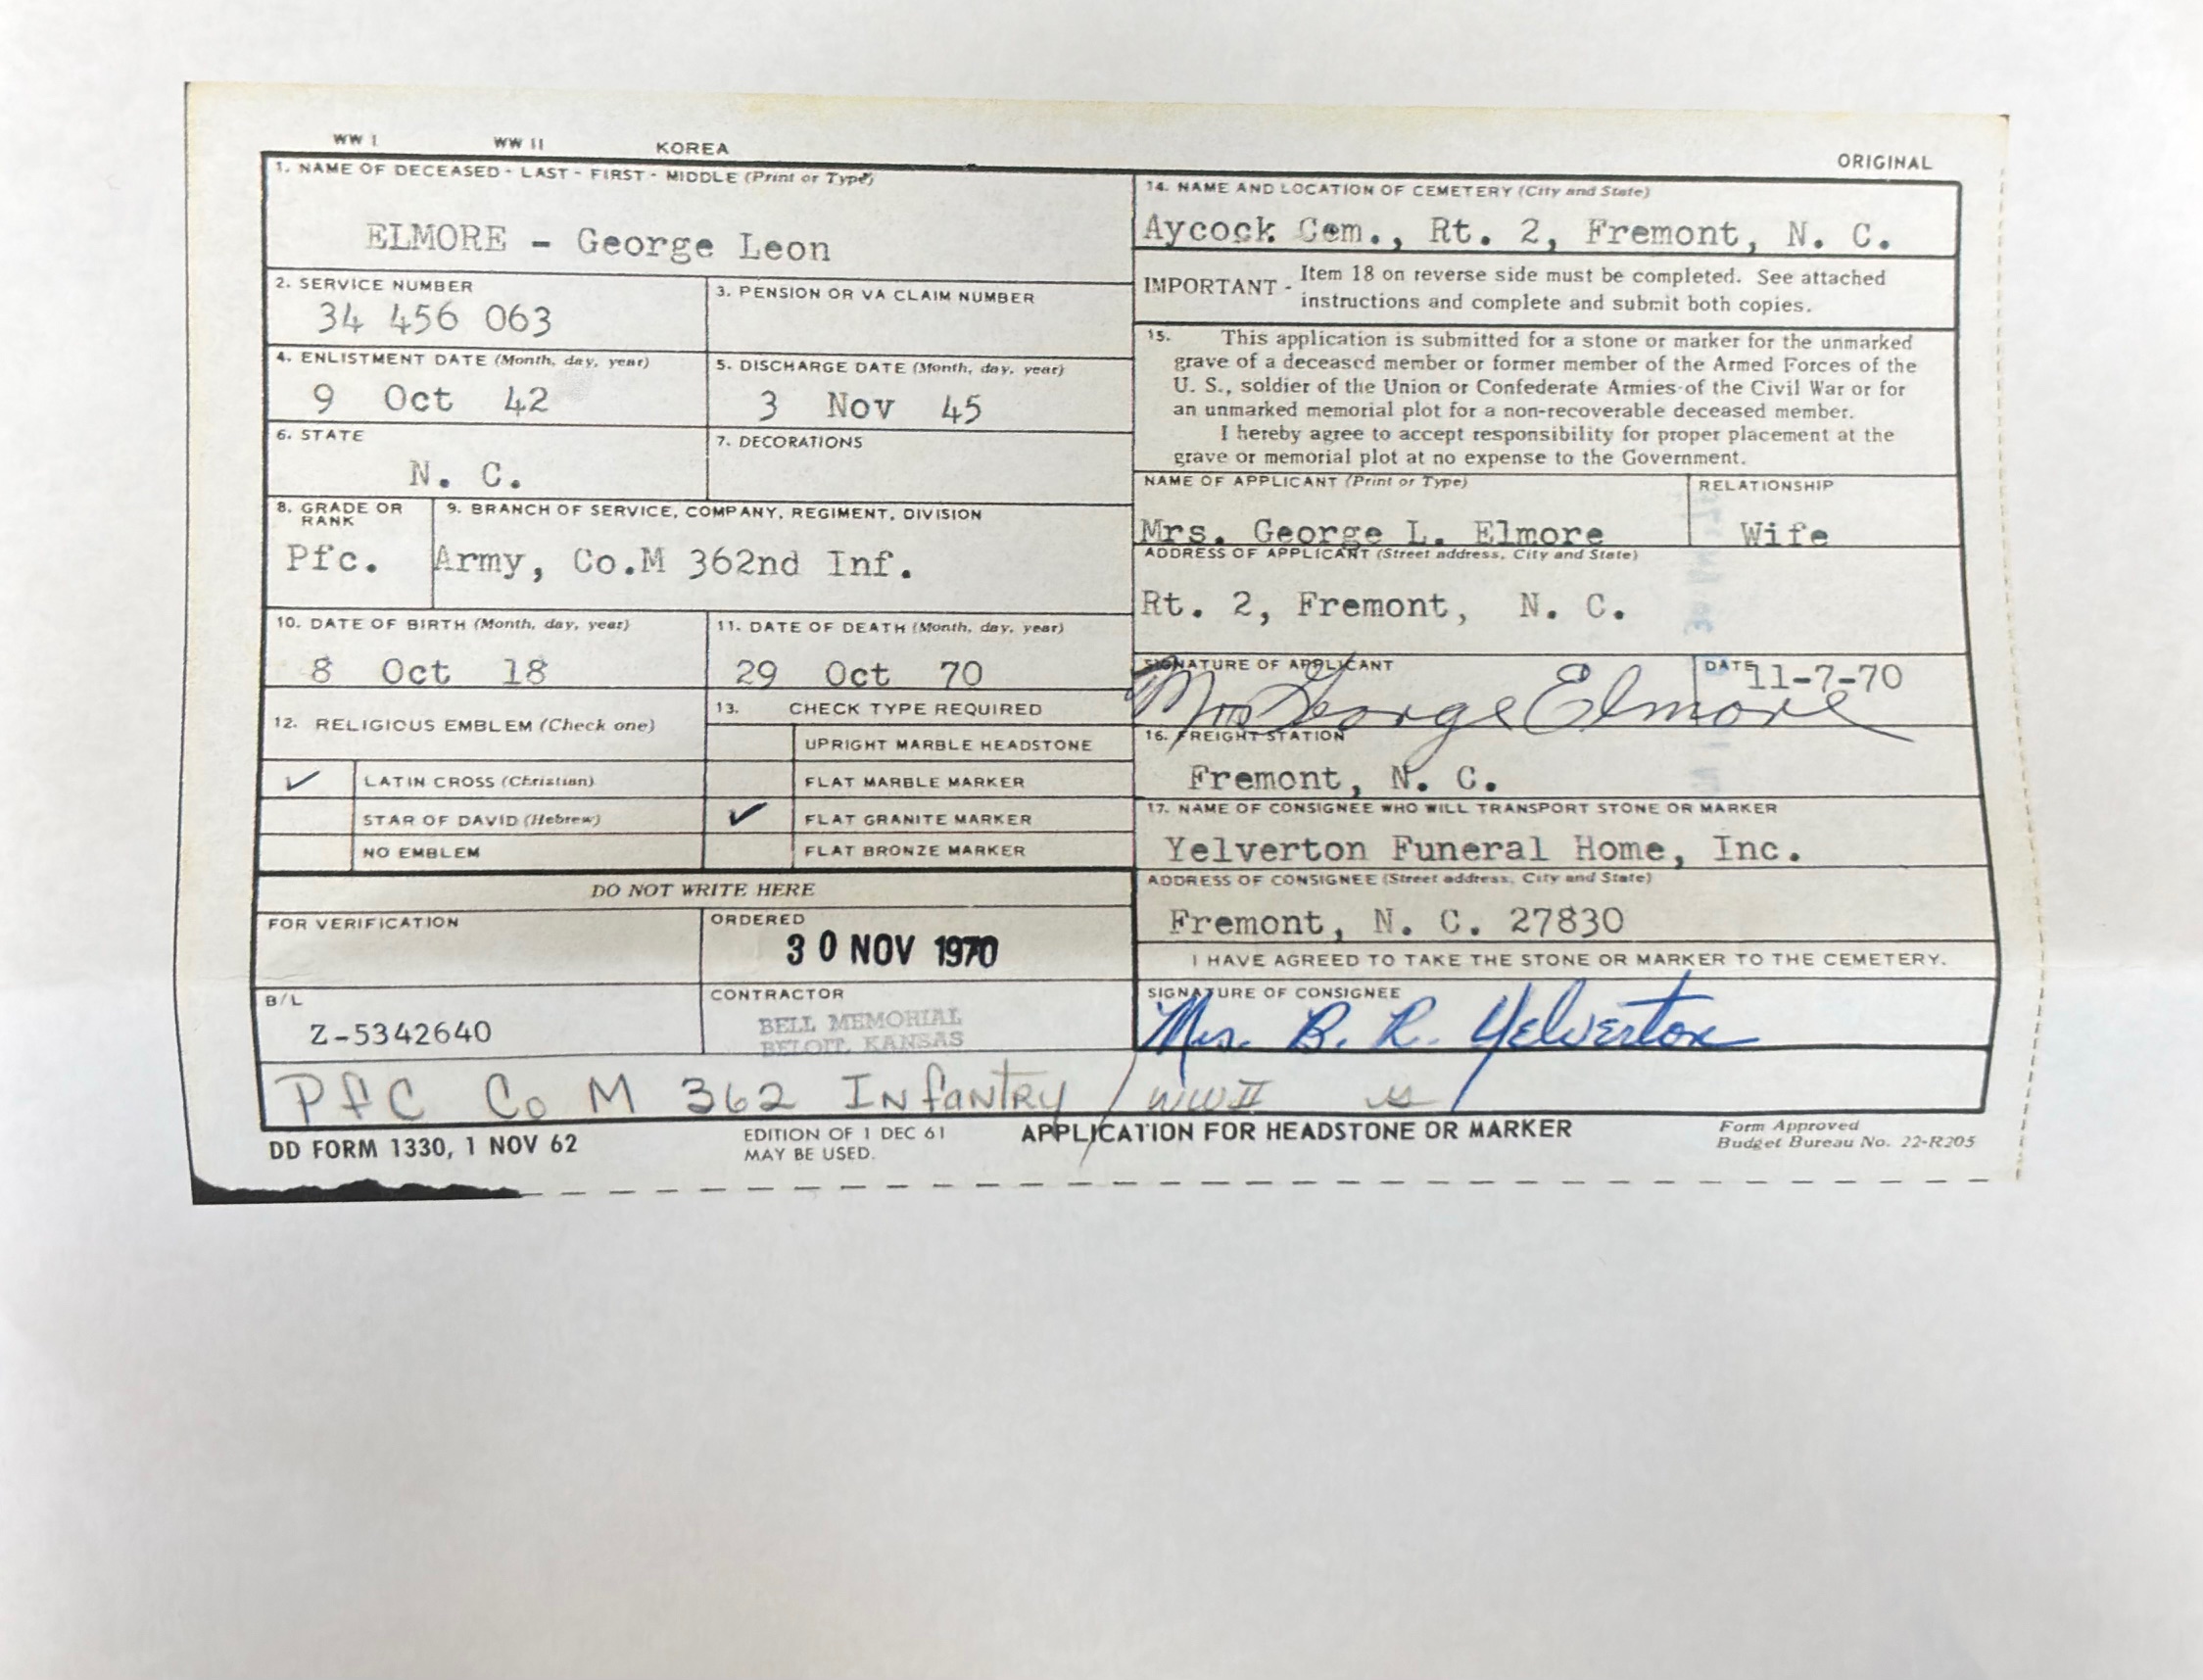 WW I WW II KOREA
ORIGINAL
1. NAME OF DECEASED - LAST - FIRST - MIDDLE (Print or Type)
ELMORE - George Leon
2. SERVICE NUMBER
34 456 063
3. PENSION OR VA CLAIM NUMBER
4. ENLISTMENT DATE (Month, day, year)
9 Oct 42
5. DISCHARGE DATE (Month, day, year)
3 Nov 45
6. STATE
N. C.
7. DECORATIONS
8. GRADE OR
RANK
Pfc.
9. BRANCH OF SERVICE, COMPANY, REGIMENT, DIVISION
Army, Co.M 362nd Inf.
10. DATE OF BIRTH (Month, day, year)
8 Oct 18
11. DATE OF DEATH (Month, day, year)
29 Oct 70
12. RELIGIOUS EMBLEM (Check one)
✓ LATIN CROSS (Christian)
STAR OF DAVID (Hebrew)
NO EMBLEM
13. CHECK TYPE REQUIRED
UPRIGHT MARBLE HEADSTONE
FLAT MARBLE MARKER
✓ FLAT GRANITE MARKER
FLAT BRONZE MARKER
DO NOT WRITE HERE
FOR VERIFICATION
ORDERED
30 NOV 1970
B/L
Z-5342640
CONTRACTOR
BELL MEMORIAL
BELOIT, KANSAS
14. NAME AND LOCATION OF CEMETERY (City and State)
Aycock Cem., Rt. 2, Fremont, N. C.
IMPORTANT - Item 18 on reverse side must be completed. See attached
instructions and complete and submit both copies.
15. This application is submitted for a stone or marker for the unmarked
grave of a deceased member or former member of the Armed Forces of the
U. S., soldier of the Union or Confederate Armies of the Civil War or for
an unmarked memorial plot for a non-recoverable deceased member.
I hereby agree to accept responsibility for proper placement at the
grave or memorial plot at no expense to the Government.
NAME OF APPLICANT (Print or Type)
Mrs. George L. Elmore
RELATIONSHIP
Wife
ADDRESS OF APPLICANT (Street address, City and State)
Rt. 2, Fremont, N. C.
SIGNATURE OF APPLICANT
Mrs George Elmore
DATE
11-7-70
16. FREIGHT STATION
Fremont, N. C.
17. NAME OF CONSIGNEE WHO WILL TRANSPORT STONE OR MARKER
Yelverton Funeral Home, Inc.
ADDRESS OF CONSIGNEE (Street address, City and State)
Fremont, N. C. 27830
I HAVE AGREED TO TAKE THE STONE OR MARKER TO THE CEMETERY.
SIGNATURE OF CONSIGNEE
Mrs. B. R. Yelverton
Pfc Co M 362 Infantry / WWII
DD FORM 1330, 1 NOV 62
EDITION OF 1 DEC 61
MAY BE USED.
APPLICATION FOR HEADSTONE OR MARKER
Form Approved
Budget Bureau No. 22-R205